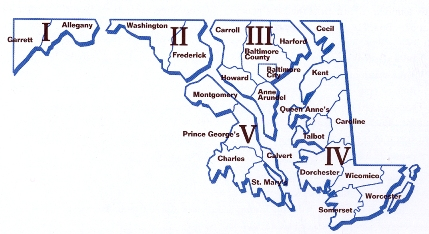 Garrett
I
Allegany
Washington
II
Frederick
Carroll
III
Harford
Baltimore
County
Baltimore
City
Howard
Anne
Arundel
Montgomery
Prince George's
V
Charles
Calvert
St. Mary's
Cecil
Kent
Queen Anne's
Caroline
Talbot
IV
Dorchester
Wicomico
Worcester
Somerset